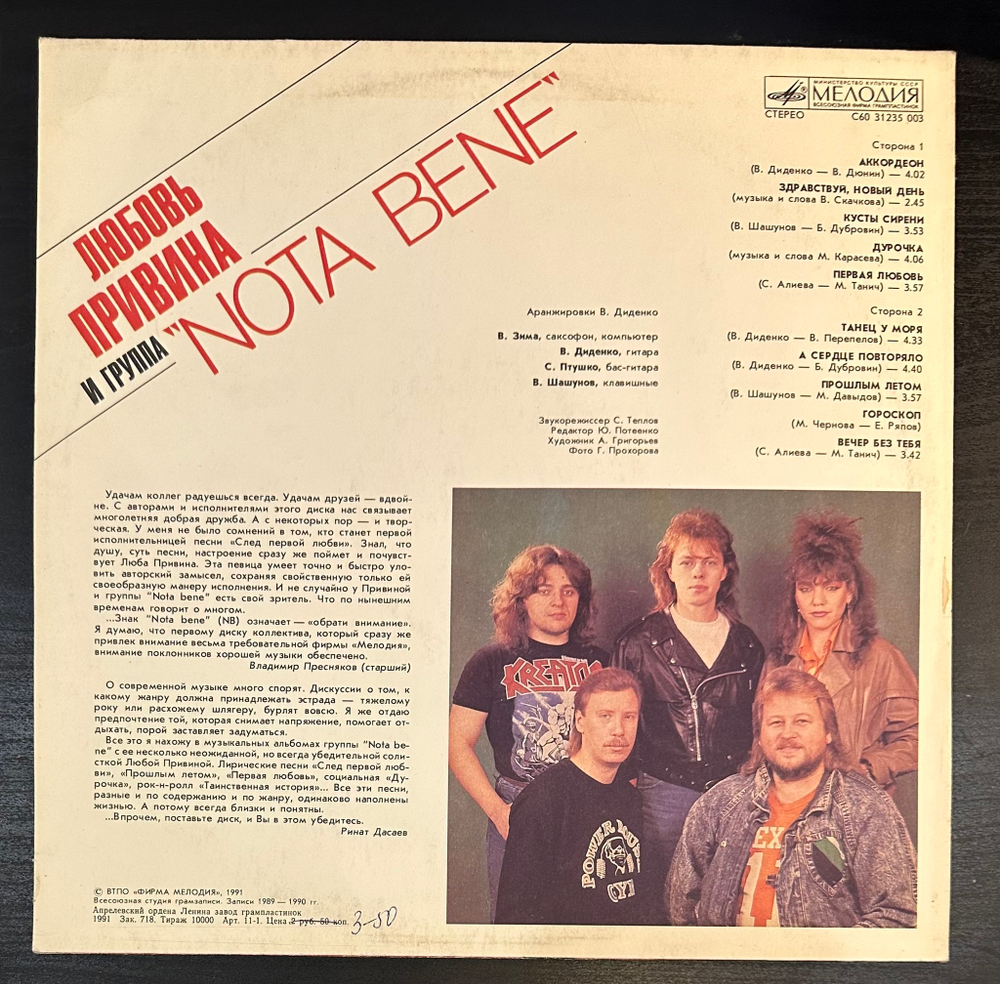 ЛЮБОВЬ
ПРИВИНА
И ГРУППА
"NOTA BENE"
МИНИСТЕРСТВО КУЛЬТУРЫ СССР
МЕЛОДИЯ
ВСЕСОЮЗНАЯ ФИРМА ГРАМПЛАСТИНОК
СТЕРЕО С60 31235 003
Сторона 1
АККОРДЕОН
(В. Диденко — В. Дюнин) — 4.02
ЗДРАВСТВУЙ, НОВЫЙ ДЕНЬ
(музыка и слова В. Скачкова) — 2.45
КУСТЫ СИРЕНИ
(В. Шашунов — Б. Дубровин) — 3.53
ДУРОЧКА
(музыка и слова М. Карасева) — 4.06
ПЕРВАЯ ЛЮБОВЬ
(С. Алиева — М. Танич) — 3.57
Сторона 2
ТАНЕЦ У МОРЯ
(В. Диденко — В. Перепелов) — 4.33
А СЕРДЦЕ ПОВТОРЯЛО
(В. Диденко — Б. Дубровин) — 4.40
ПРОШЛЫМ ЛЕТОМ
(В. Шашунов — М. Давыдов) — 3.57
ГОРОСКОП
(М. Чернова — Е. Ряпов)
ВЕЧЕР БЕЗ ТЕБЯ
(С. Алиева — М. Танич) — 3.42
Аранжировки В. Диденко
В. Зима, саксофон, компьютер
В. Диденко, гитара
С. Птушко, бас-гитара
В. Шашунов, клавишные
Звукорежиссер С. Теплов
Редактор Ю. Потеенко
Художник А. Григорьев
Фото Г. Прохорова
Удачам коллег радуешься всегда. Удачам друзей — вдвой-
не. С авторами и исполнителями этого диска нас связывает
многолетняя добрая дружба. А с некоторых пор — и твор-
ческая. У меня не было сомнений в том, кто станет первой
исполнительницей песни «След первой любви». Знал, что
душу, суть песни, настроение сразу же поймет и почувст-
вует Люба Привина. Эта певица умеет точно и быстро уло-
вить авторский замысел, сохраняя свойственную только ей
своеобразную манеру исполнения. И не случайно у Привиной
и группы "Nota bene" есть свой зритель. Что по нынешним
временам говорит о многом.
...Знак "Nota bene" (NB) означает — «обрати внимание».
Я думаю, что первому диску коллектива, который сразу же
привлек внимание весьма требовательной фирмы «Мелодия»,
внимание поклонников хорошей музыки обеспечено.
Владимир Пресняков (старший)
О современной музыке много спорят. Дискуссии о том, к
какому жанру должна принадлежать эстрада — тяжелому
року или расхожему шлягеру, бурлят вовсю. Я же отдаю
предпочтение той, которая снимает напряжение, помогает от-
дыхать, порой заставляет задуматься.
Все это я нахожу в музыкальных альбомах группы "Nota be-
ne" с ее несколько неожиданной, но всегда убедительной соли-
сткой Любой Привиной. Лирические песни «След первой люб-
ви», «Прошлым летом», «Первая любовь», социальная «Ду-
рочка», рок-н-ролл «Таинственная история»... Все эти песни,
разные и по содержанию и по жанру, одинаково наполнены
жизнью. А потому всегда близки и понятны.
...Впрочем, поставьте диск, и Вы в этом убедитесь.
Ринат Дасаев
© ВТПО «ФИРМА МЕЛОДИЯ», 1991
Всесоюзная студия грамзаписи. Записи 1989 — 1990 гг.
Апрелевский ордена Ленина завод грампластинок
1991 Зак. 718. Тираж 10000 Арт. 11-1. Цена 2 руб. 60 коп. 3-50
KREATO
POWER